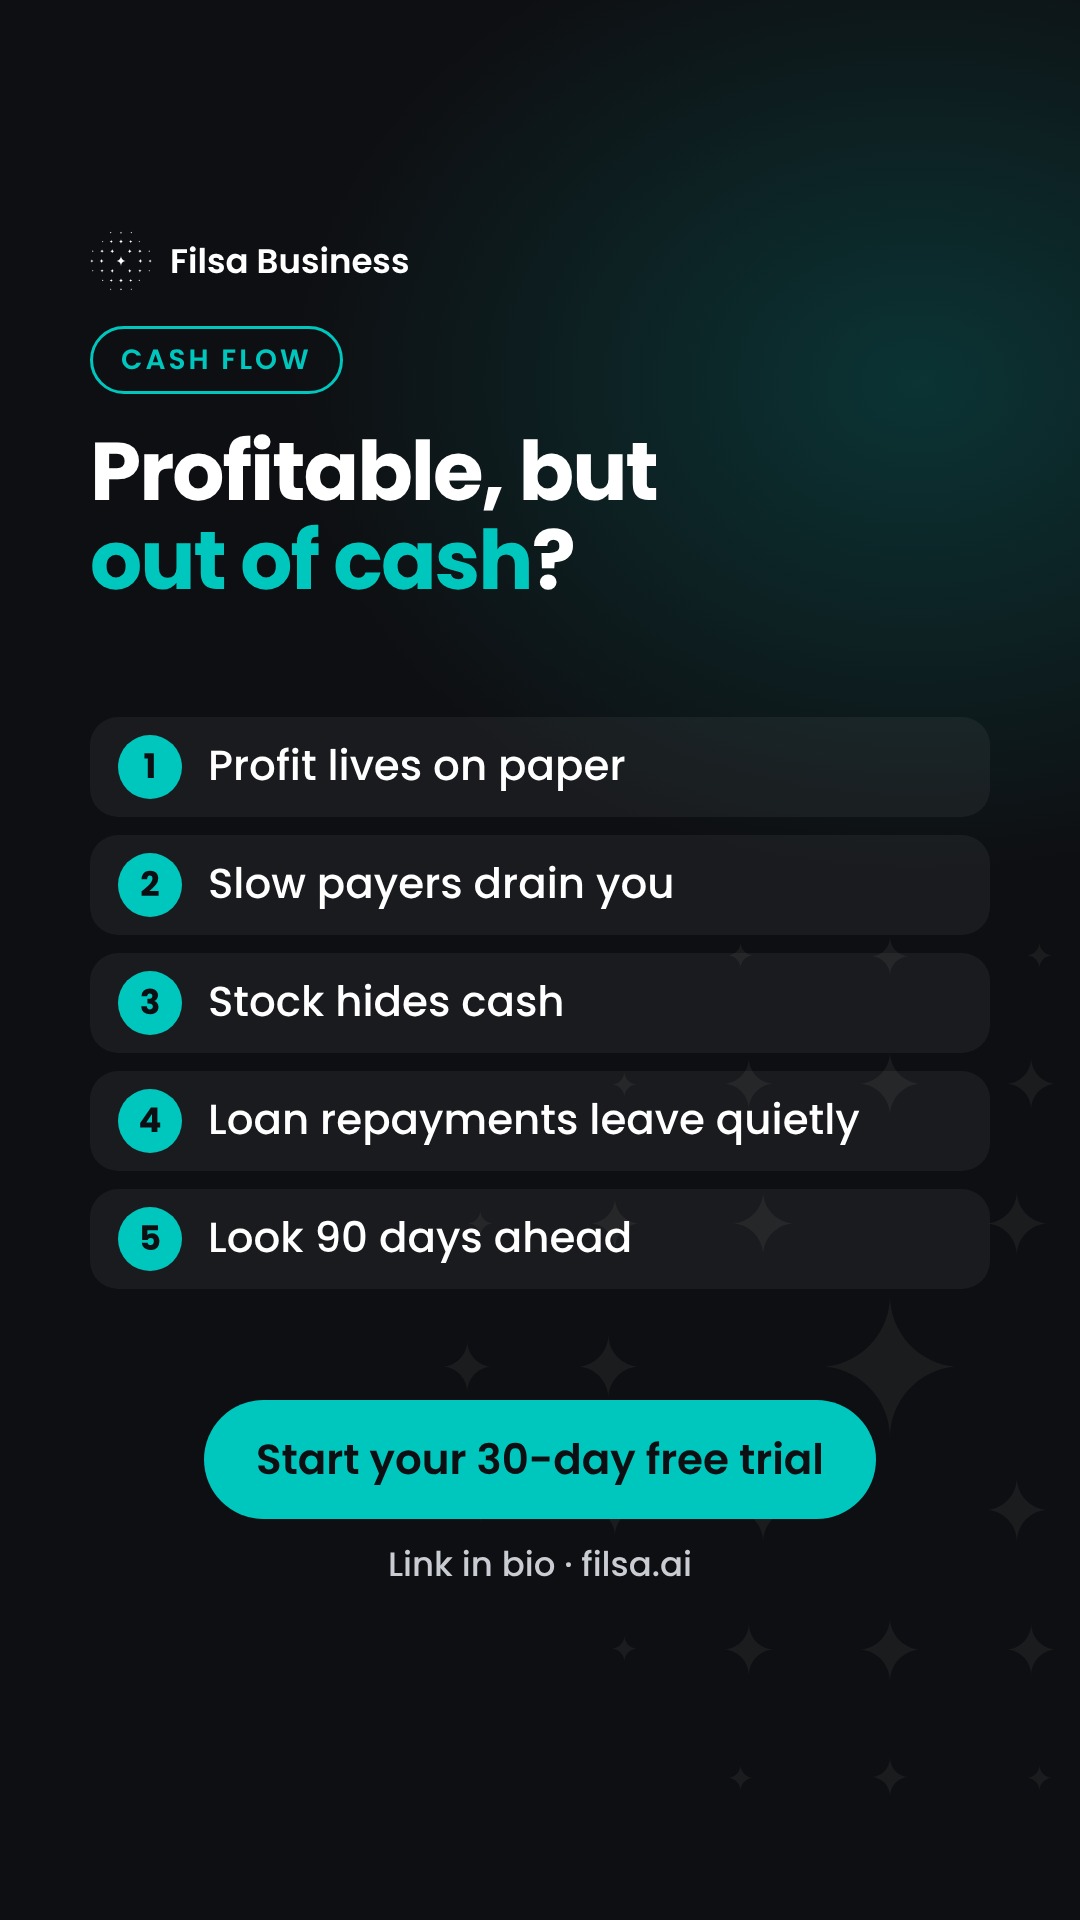 Filsa Business
CASH FLOW
Profitable, but
out of cash?
1 Profit lives on paper
2 Slow payers drain you
3 Stock hides cash
4 Loan repayments leave quietly
5 Look 90 days ahead
Start your 30-day free trial
Link in bio · filsa.ai